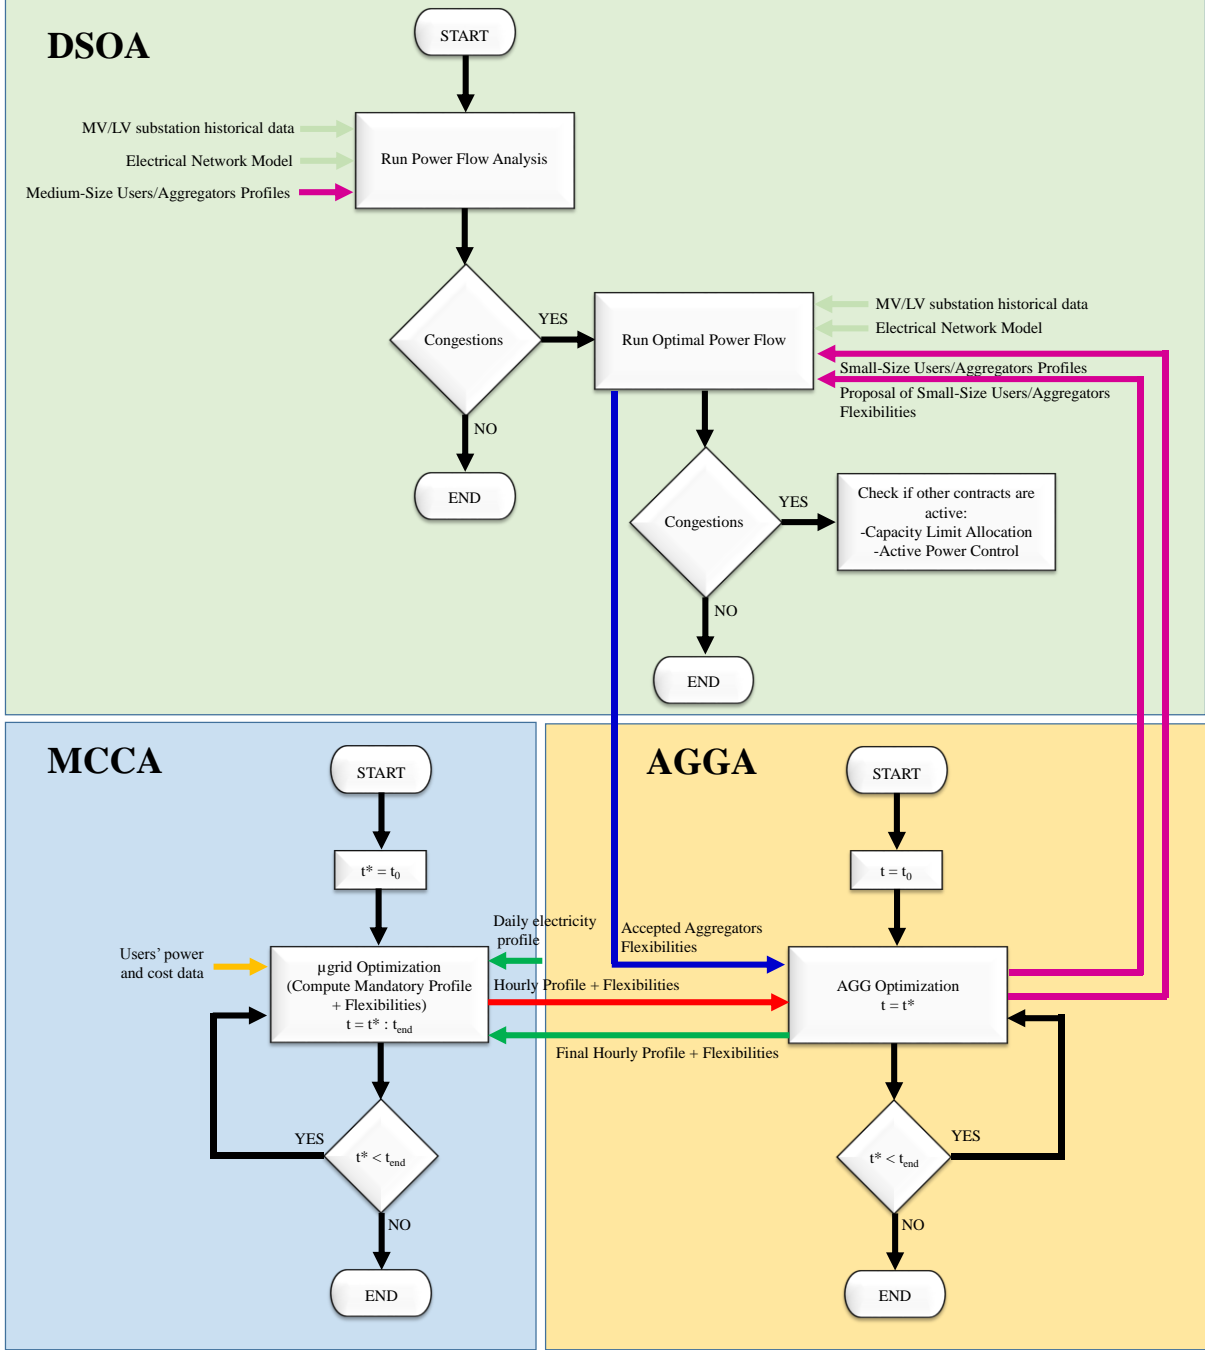 DSOA
START
MV/LV substation historical data
Electrical Network Model
Medium-Size Users/Aggregators Profiles
Run Power Flow Analysis
Congestions
YES
NO
END
Run Optimal Power Flow
MV/LV substation historical data
Electrical Network Model
Small-Size Users/Aggregators Profiles
Proposal of Small-Size Users/Aggregators
Flexibilities
Congestions
YES
Check if other contracts are
active:
-Capacity Limit Allocation
-Active Power Control
NO
END
MCCA
START
t* = t0
Users' power
and cost data
Daily electricity
profile
µgrid Optimization
(Compute Mandatory Profile
+ Flexibilities)
t = t* : tend
Hourly Profile + Flexibilities
Final Hourly Profile + Flexibilities
YES
t* < tend
NO
END
AGGA
START
t = t0
Accepted Aggregators
Flexibilities
AGG Optimization
t = t*
YES
t* < tend
NO
END